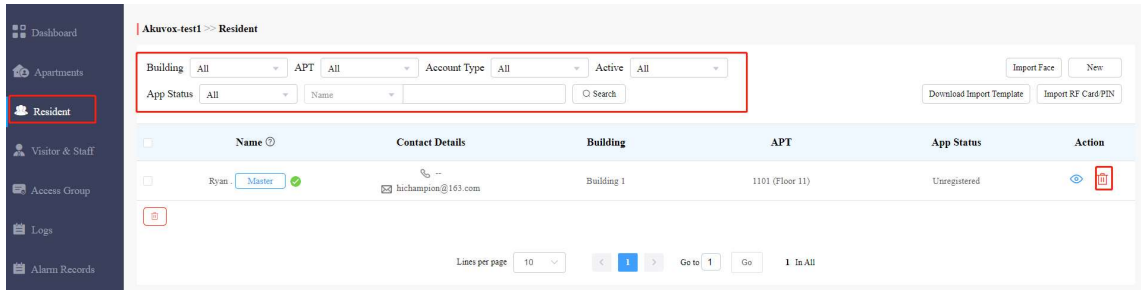 Dashboard
Apartments
Resident
Visitor & Staff
Access Group
Logs
Alarm Records
Akuvox-test1 >> Resident
Building All APT All Account Type All Active All
App Status All Name Search
Import Face New
Download Import Template Import RF Card/PIN
Name Contact Details Building APT App Status Action
Ryan . Master -- Building 1 1101 (Floor 11) Unregistered
hichampion@163.com
Lines per page 10 < 1 > Go to 1 Go 1 In All